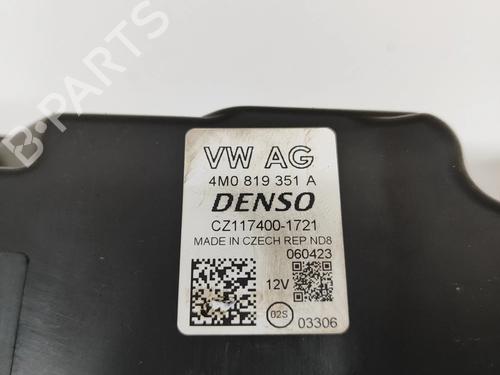 VW AG
4M0 819 351 A
DENSO
CZ117400-1721
MADE IN CZECH REP ND8
060423
12V
02S
03306
B-PARTS